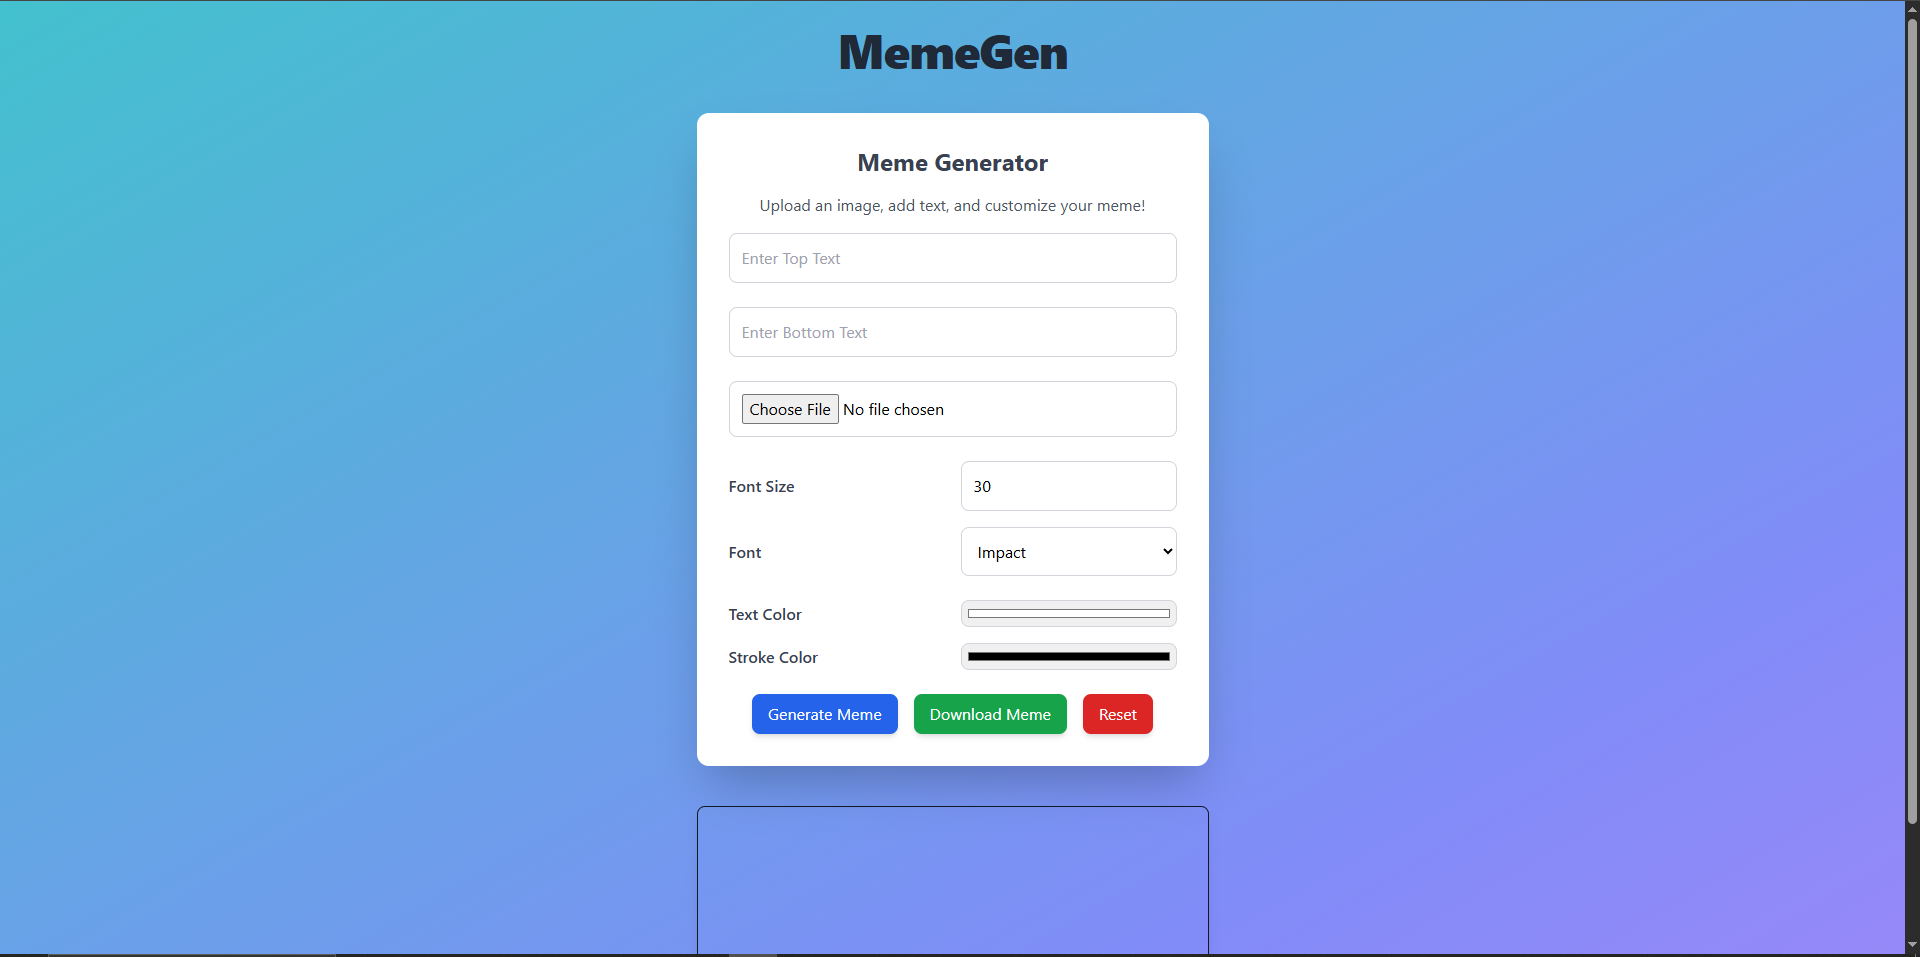 MemeGen
Meme Generator
Upload an image, add text, and customize your meme!
Enter Top Text
Enter Bottom Text
Choose File No file chosen
Font Size 30
Font Impact
Text Color
Stroke Color
Generate Meme Download Meme Reset